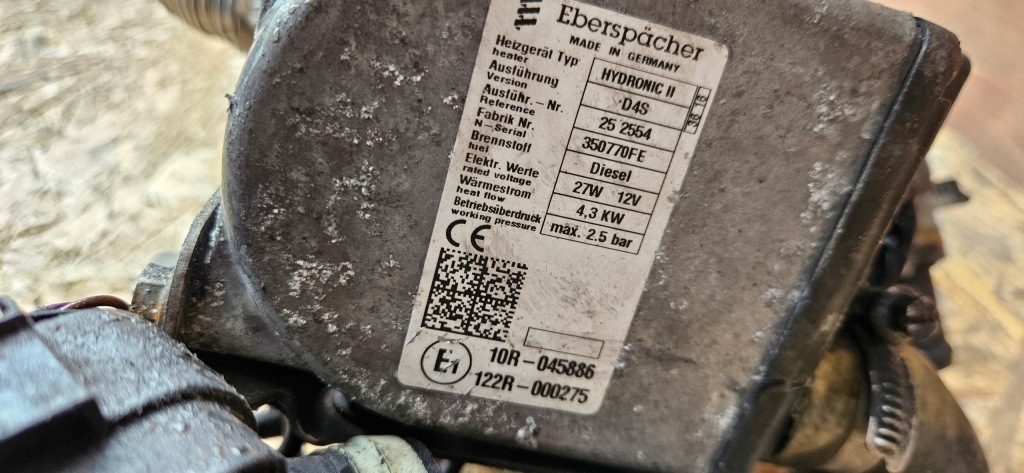 Eberspächer
MADE IN GERMANY
Heizgerät Typ HYDRONIC II
heater
Ausführung D4S
Version
Ausführ. – Nr. 25 2554
Reference
Fabrik Nr. 350770FE
N – Serial
Brennstoff Diesel
fuel
Elektr. Werte 27W 12V
rated voltage
Wärmestrom 4,3 kW
heat flow
Betriebsüberdruck max. 2.5 bar
working pressure
CE
E1 10R – 045886
122R – 000275